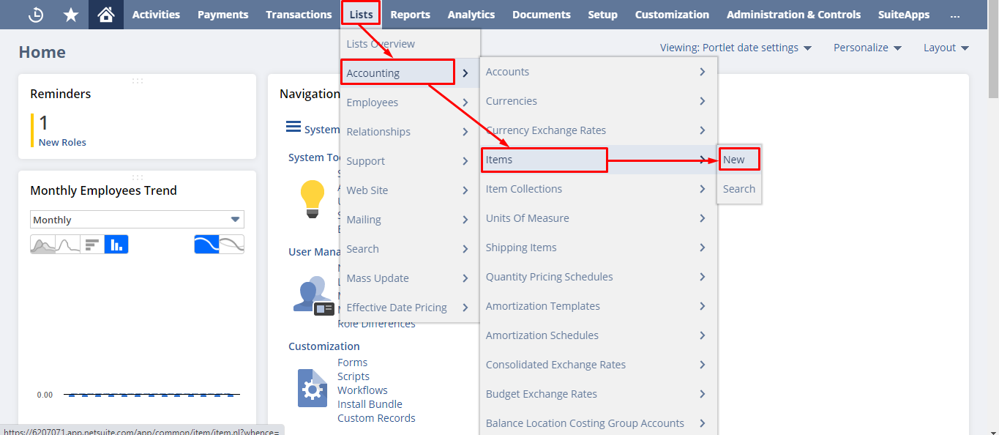 Activities Payments Transactions Lists Reports Analytics Documents Setup Customization Administration & Controls SuiteApps ...
Home
Viewing: Portlet date settings Personalize Layout
Reminders
1
New Roles
Monthly Employees Trend
Monthly
0.00
Navigation
System
System
User
Role Differences
Customization
Forms
Scripts
Workflows
Install Bundle
Custom Records
Lists Overview
Accounting
Employees
Relationships
Support
Web Site
Mailing
Search
Mass Update
Effective Date Pricing
Accounts
Currencies
Currency Exchange Rates
Items
Item Collections
Units Of Measure
Shipping Items
Quantity Pricing Schedules
Amortization Templates
Amortization Schedules
Consolidated Exchange Rates
Budget Exchange Rates
Balance Location Costing Group Accounts
New
Search
https://6207071.app.netsuite.com/app/common/item/item.nl?whence=